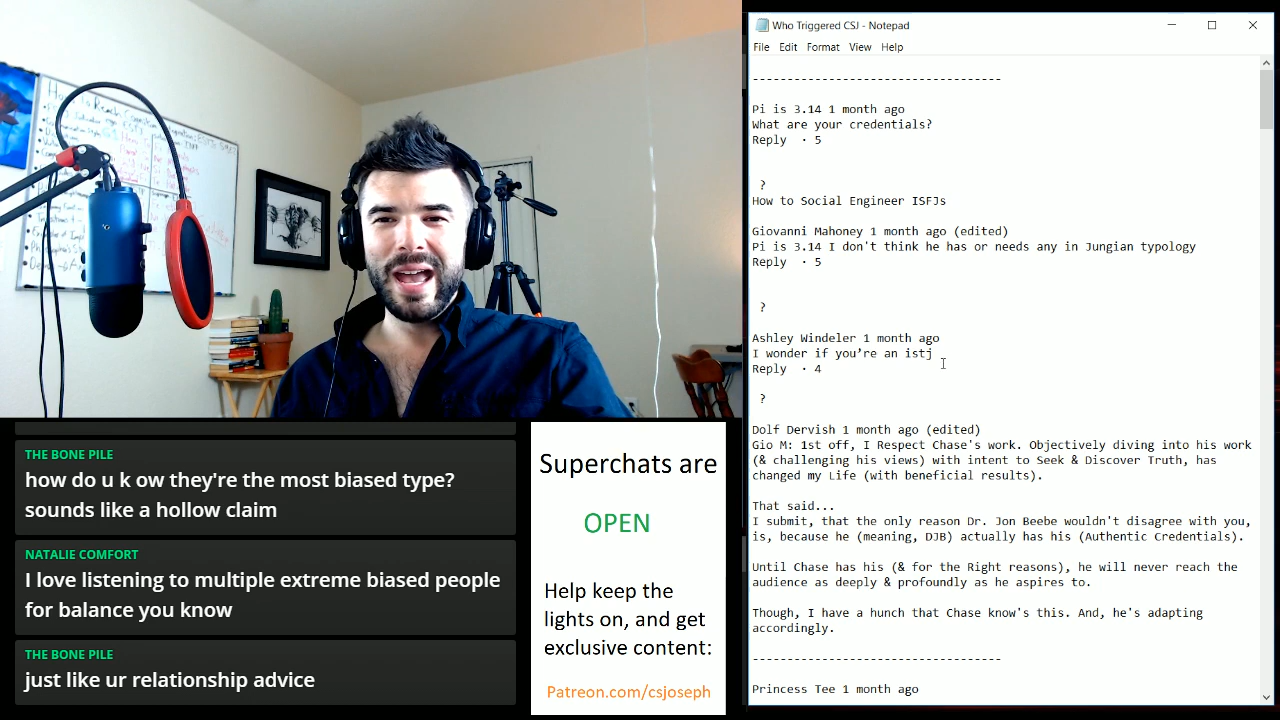 Who Triggered CSJ - Notepad
File Edit Format View Help
---------------------------------
Pi is 3.14 1 month ago
What are your credentials?
Reply · 5
?
How to Social Engineer ISFJs
Giovanni Mahoney 1 month ago (edited)
Pi is 3.14 I don't think he has or needs any in Jungian typology
Reply · 5
?
Ashley Windeler 1 month ago
I wonder if you’re an istj
Reply · 4
?
Dolf Dervish 1 month ago (edited)
Gio M: 1st off, I Respect Chase's work. Objectively diving into his work
(& challenging his views) with intent to Seek & Discover Truth, has
changed my Life (with beneficial results).
That said...
I submit, that the only reason Dr. Jon Beebe wouldn't disagree with you,
is, because he (meaning, DJB) actually has his (Authentic Credentials).
Until Chase has his (& for the Right reasons), he will never reach the
audience as deeply & profoundly as he aspires to.
Though, I have a hunch that Chase know's this. And, he's adapting
accordingly.
---------------------------------
Princess Tee 1 month ago
THE BONE PILE
how do u k ow they're the most biased type?
sounds like a hollow claim
NATALIE COMFORT
I love listening to multiple extreme biased people
for balance you know
THE BONE PILE
just like ur relationship advice
Superchats are
OPEN
Help keep the
lights on, and get
exclusive content:
Patreon.com/csjoseph